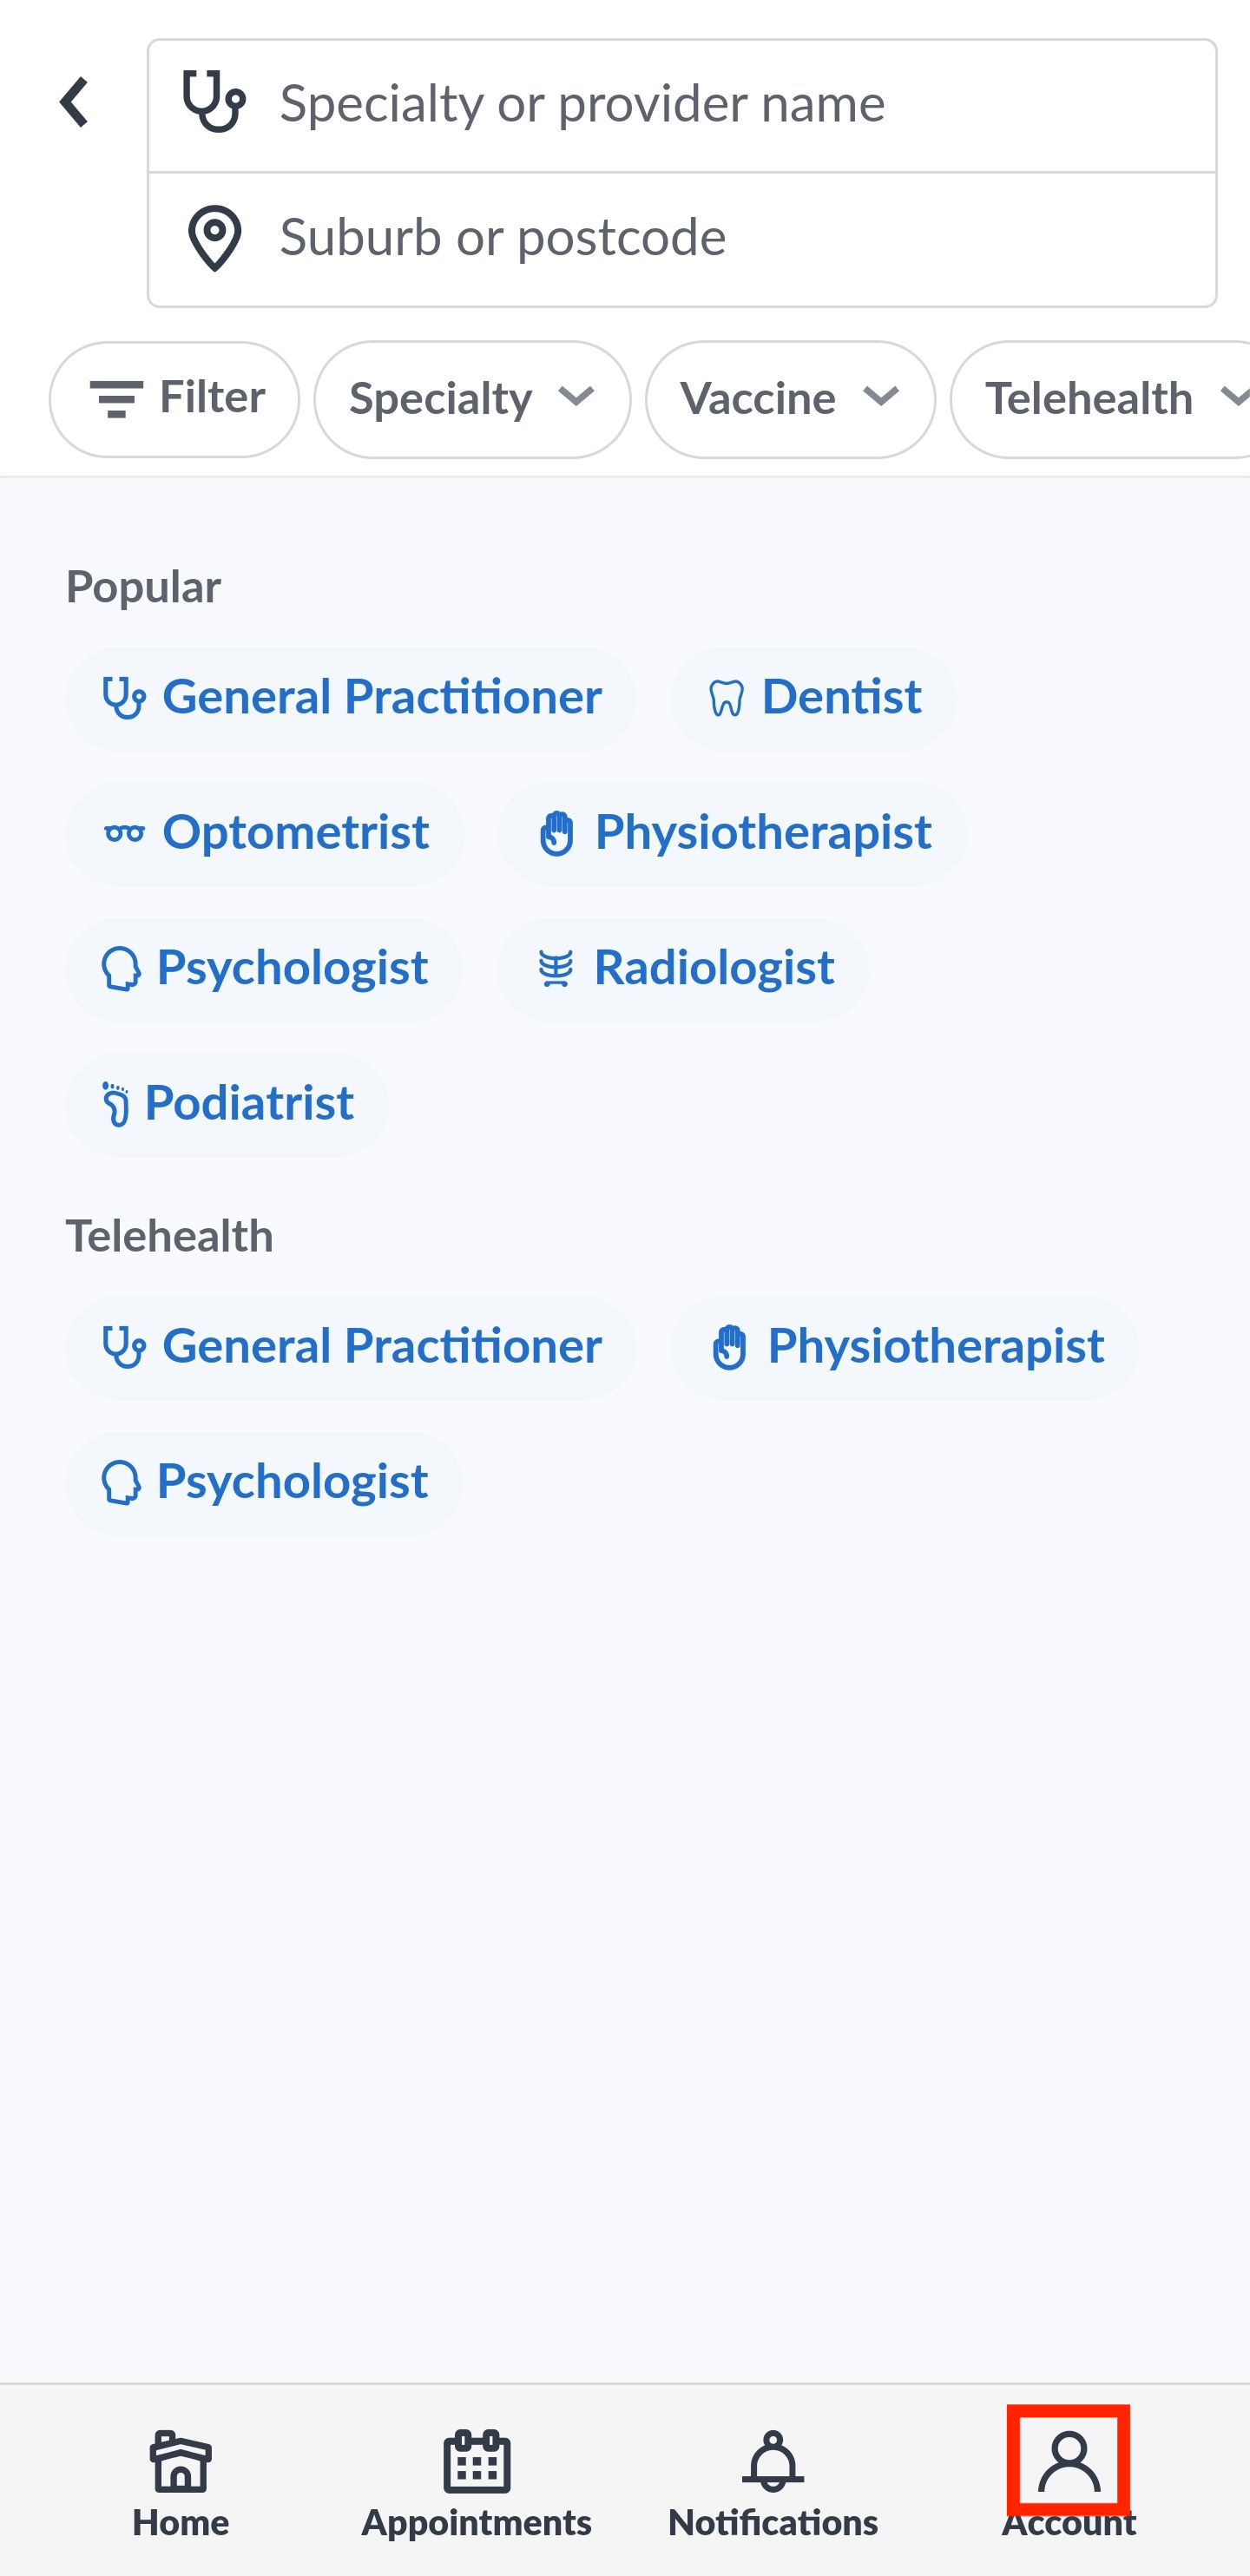 Specialty or provider name
Suburb or postcode
Filter Specialty Vaccine Telehealth
Popular
General Practitioner Dentist
Optometrist Physiotherapist
Psychologist Radiologist
Podiatrist
Telehealth
General Practitioner Physiotherapist
Psychologist
Home Appointments Notifications Account